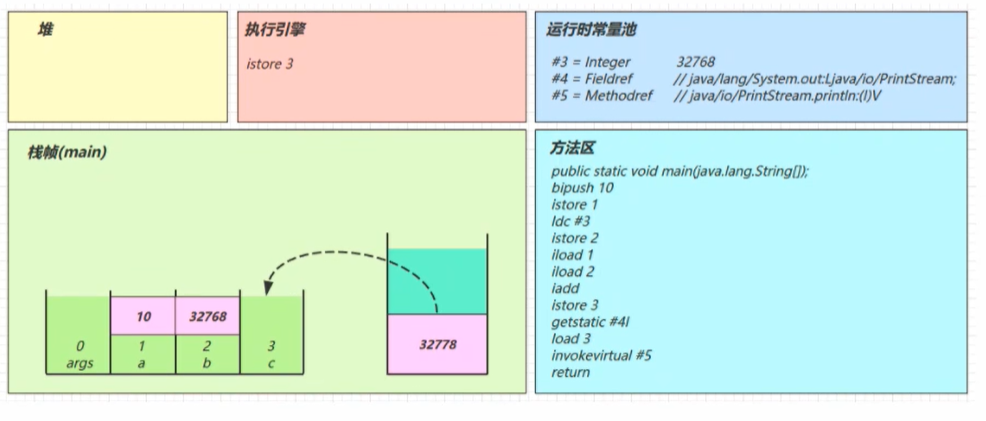 堆
执行引擎
istore 3
运行时常量池
#3 = Integer 32768
#4 = Fieldref // java/lang/System.out:Ljava/io/PrintStream;
#5 = Methodref // java/io/PrintStream.println:(I)V
栈帧(main)
10 32768
0 1 2 3
args a b c
32778
方法区
public static void main(java.lang.String[]);
bipush 10
istore 1
ldc #3
istore 2
iload 1
iload 2
iadd
istore 3
getstatic #4I
load 3
invokevirtual #5
return